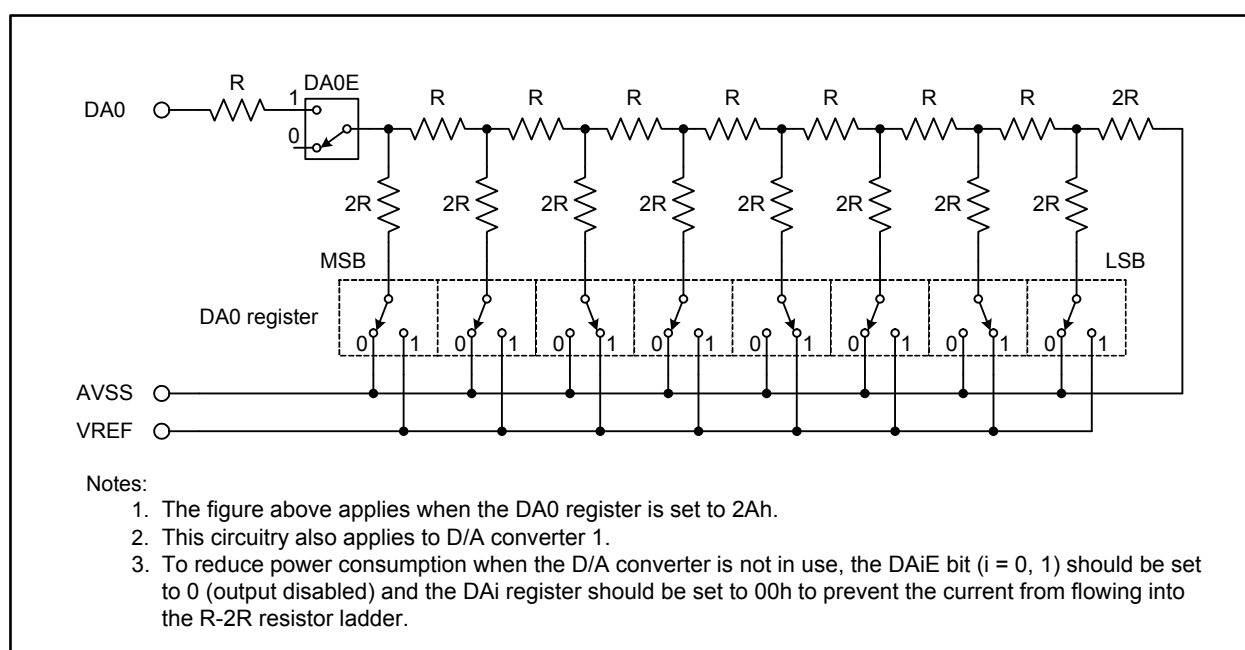 R DA0E R R R R R R R 2R
DA0 1
0
2R 2R 2R 2R 2R 2R 2R 2R
MSB LSB
DA0 register
0 1 0 1 0 1 0 1 0 1 0 1 0 1 0 1
AVSS
VREF
Notes:
1. The figure above applies when the DA0 register is set to 2Ah.
2. This circuitry also applies to D/A converter 1.
3. To reduce power consumption when the D/A converter is not in use, the DAiE bit (i = 0, 1) should be set
to 0 (output disabled) and the DAi register should be set to 00h to prevent the current from flowing into
the R-2R resistor ladder.